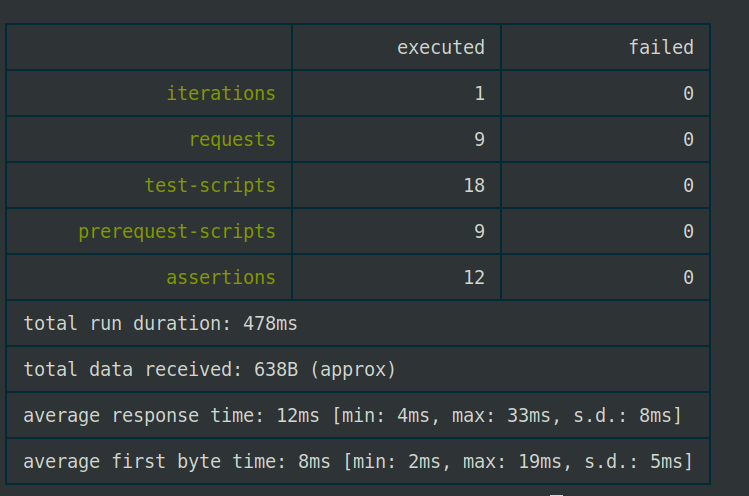 executed failed
iterations 1 0
requests 9 0
test-scripts 18 0
prerequest-scripts 9 0
assertions 12 0
total run duration: 478ms
total data received: 638B (approx)
average response time: 12ms [min: 4ms, max: 33ms, s.d.: 8ms]
average first byte time: 8ms [min: 2ms, max: 19ms, s.d.: 5ms]